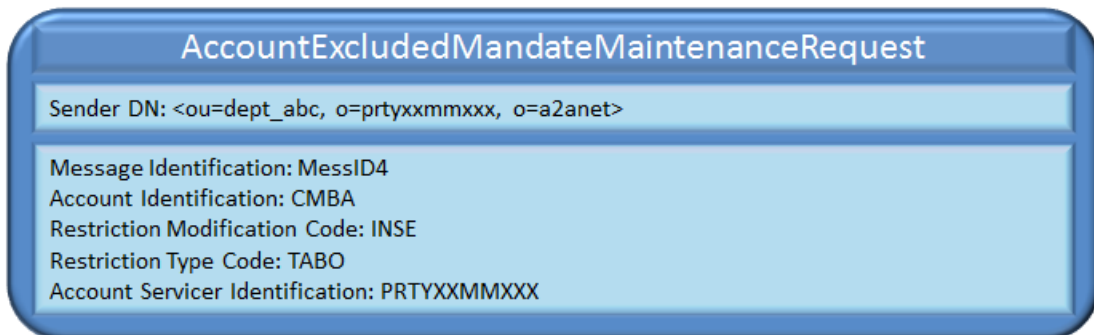 AccountExcludedMandateMaintenanceRequest
Sender DN: <ou=dept_abc, o=prtyxxmmxxx, o=a2anet>
Message Identification: MessID4
Account Identification: CMBA
Restriction Modification Code: INSE
Restriction Type Code: TABO
Account Servicer Identification: PRTYXXMMXXX